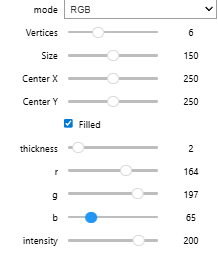 mode RGB
Vertices 6
Size 150
Center X 250
Center Y 250
Filled
thickness 2
r 164
g 197
b 65
intensity 200